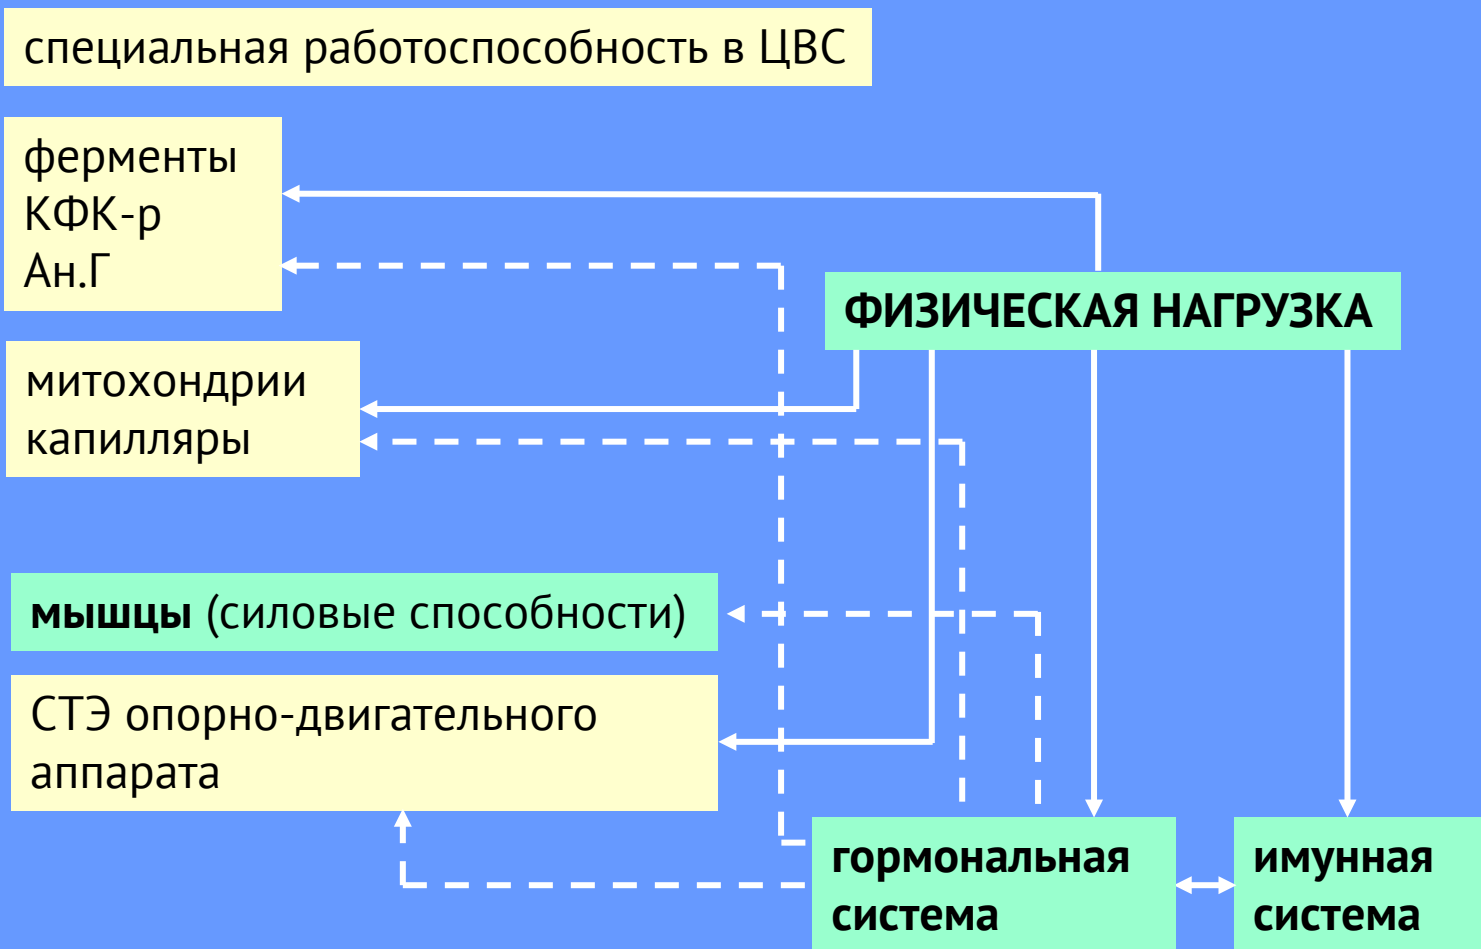 специальная работоспособность в ЦВС
ферменты
КФК-р
Ан.Г
ФИЗИЧЕСКАЯ НАГРУЗКА
митохондрии
капилляры
мышцы (силовые способности)
СТЭ опорно-двигательного
аппарата
гормональная
система
имунная
система